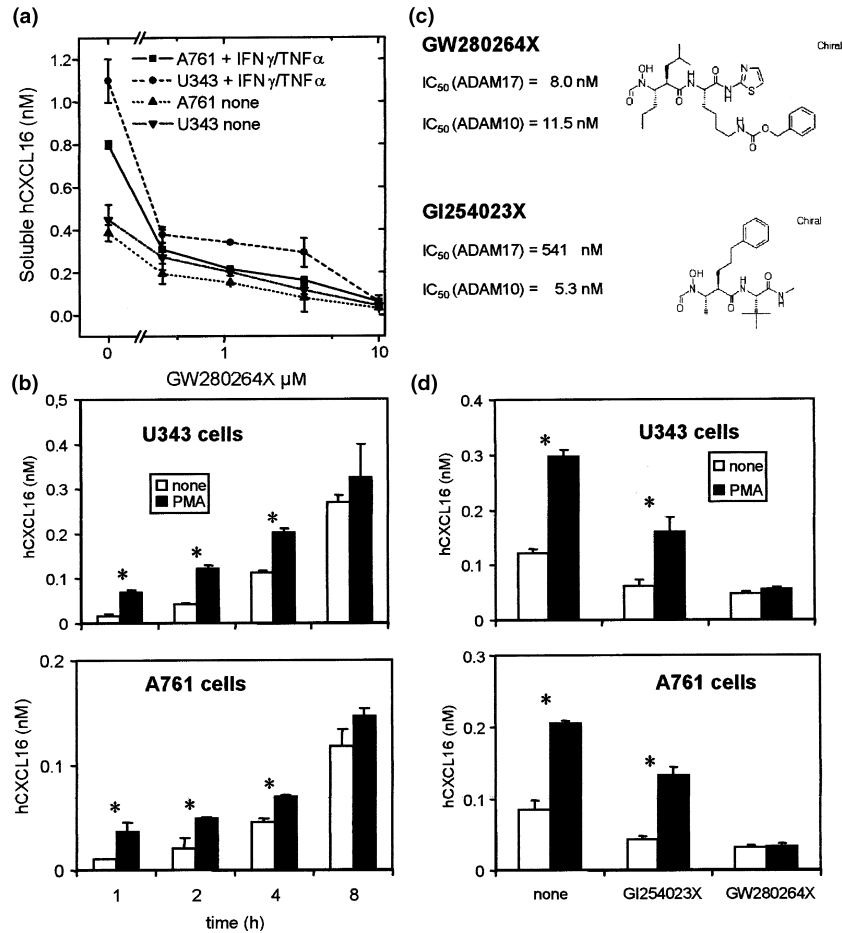 (a)
Soluble hCXCL16 (nM)
1.2
1.0
0.8
0.6
0.4
0.2
0.0
A761 + IFNγ/TNFα
U343 + IFNγ/TNFα
A761 none
U343 none
0
1
10
GW280264X µM
(b)
U343 cells
hCXCL16 (nM)
0,5
0.4
0.3
0.2
0.1
0
none
PMA
*
*
*
A761 cells
hCXCL16 (nM)
0.2
0.1
0
*
*
*
1
2
4
8
time (h)
(c)
GW280264X
Chiral
IC50 (ADAM17) = 8.0 nM
IC50 (ADAM10) = 11.5 nM
OH
N
O
O
HN
O
NH
N
S
NH
O
O
GI254023X
Chiral
IC50 (ADAM17) = 541 nM
IC50 (ADAM10) = 5.3 nM
OH
N
O
O
H
N
O
H
N
(d)
U343 cells
hCXCL16 (nM)
0.4
0.3
0.2
0.1
0
none
PMA
*
*
A761 cells
hCXCL16 (nM)
0.3
0.2
0.1
0
*
*
none
GI254023X
GW280264X